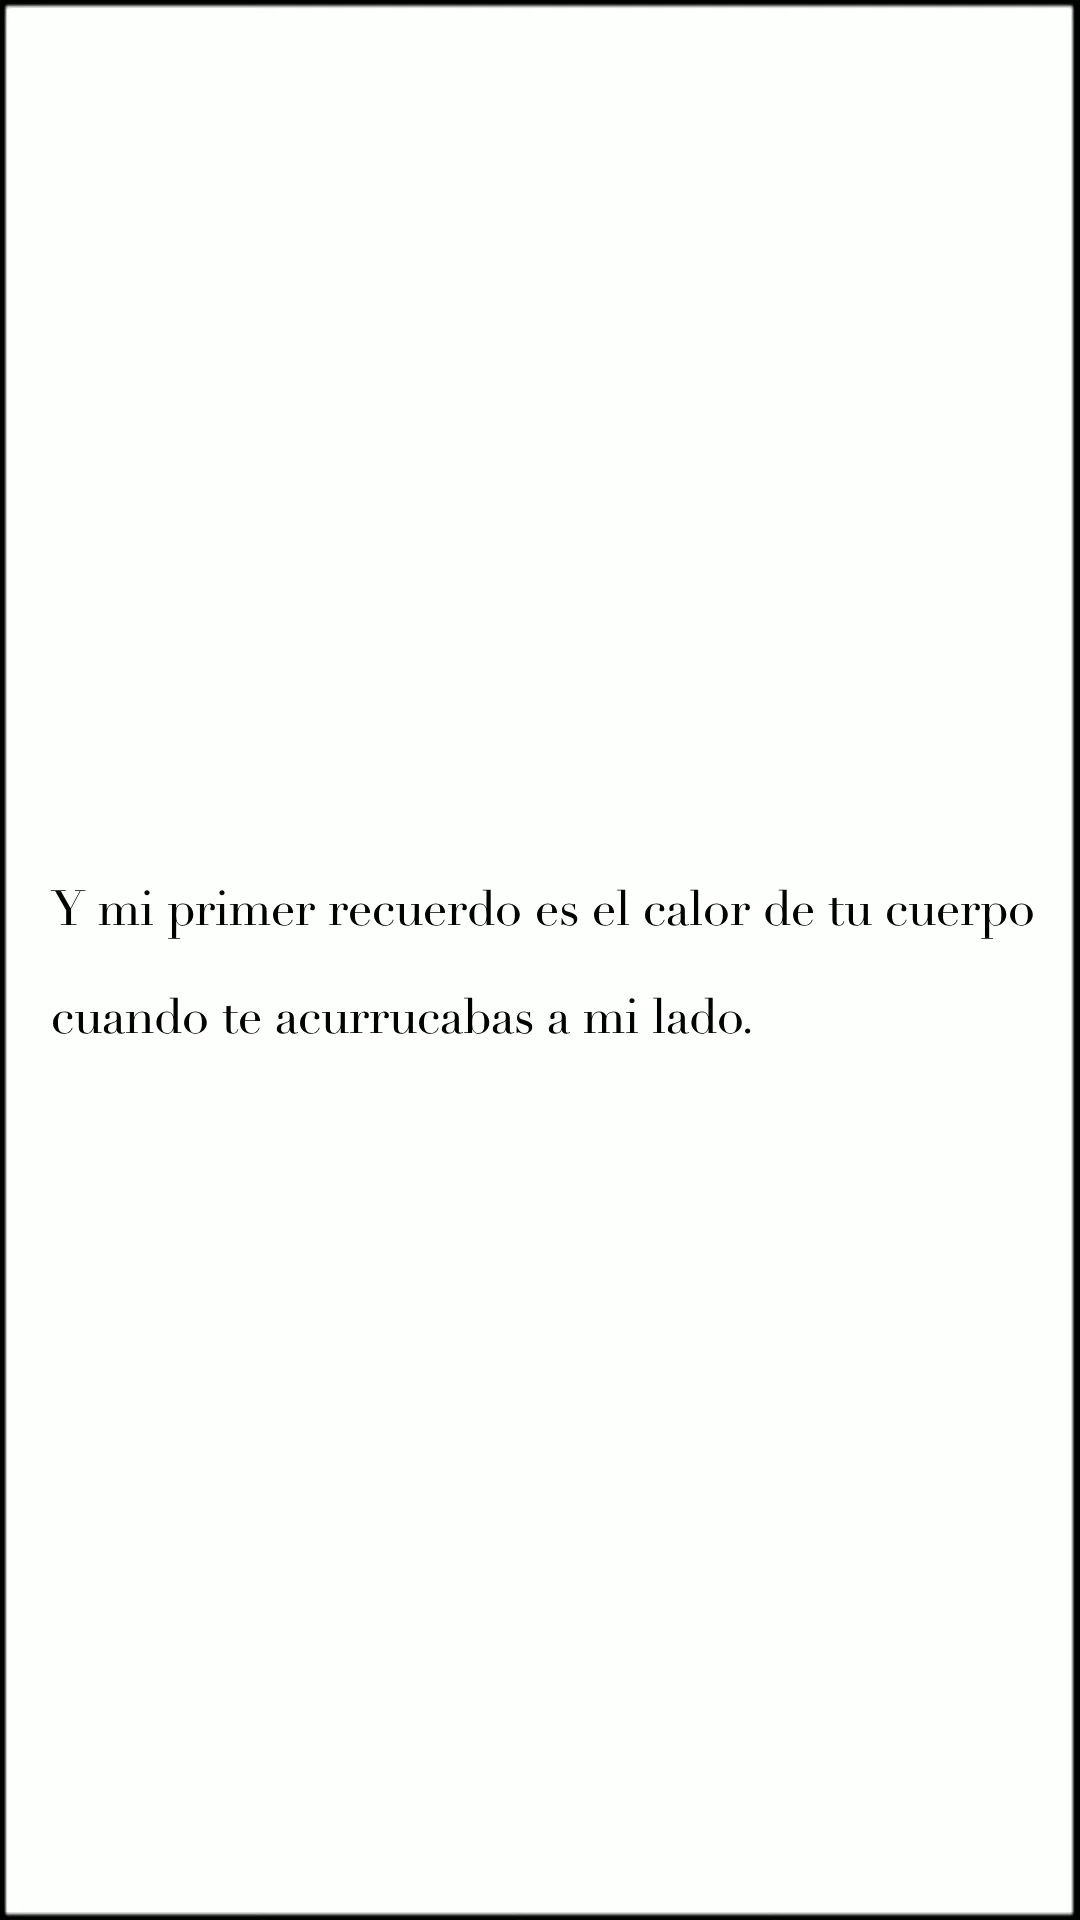 Y mi primer recuerdo es el calor de tu cuerpo
cuando te acurrucabas a mi lado.